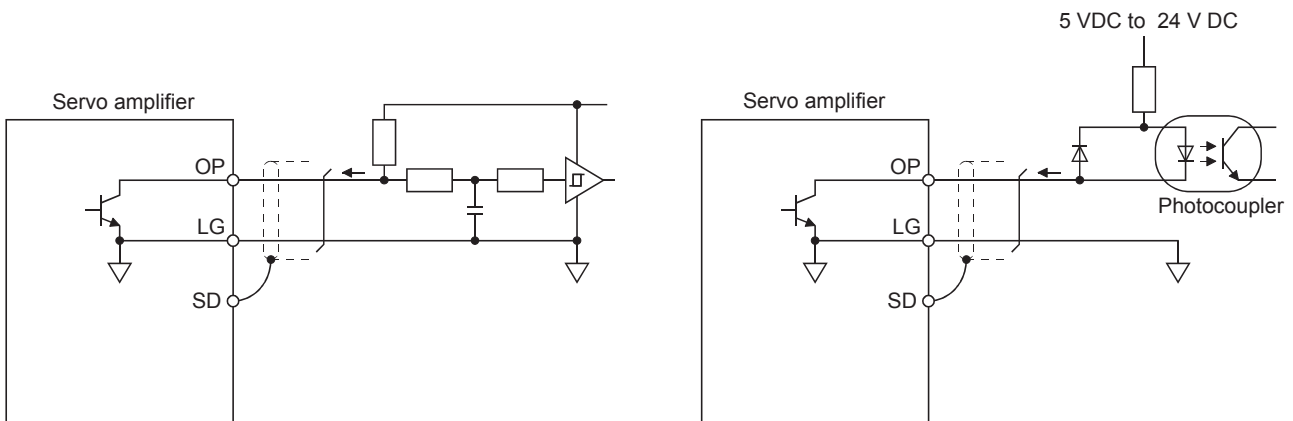 5 VDC to 24 V DC
Servo amplifier
OP
LG
SD
Servo amplifier
OP
LG
SD
Photocoupler